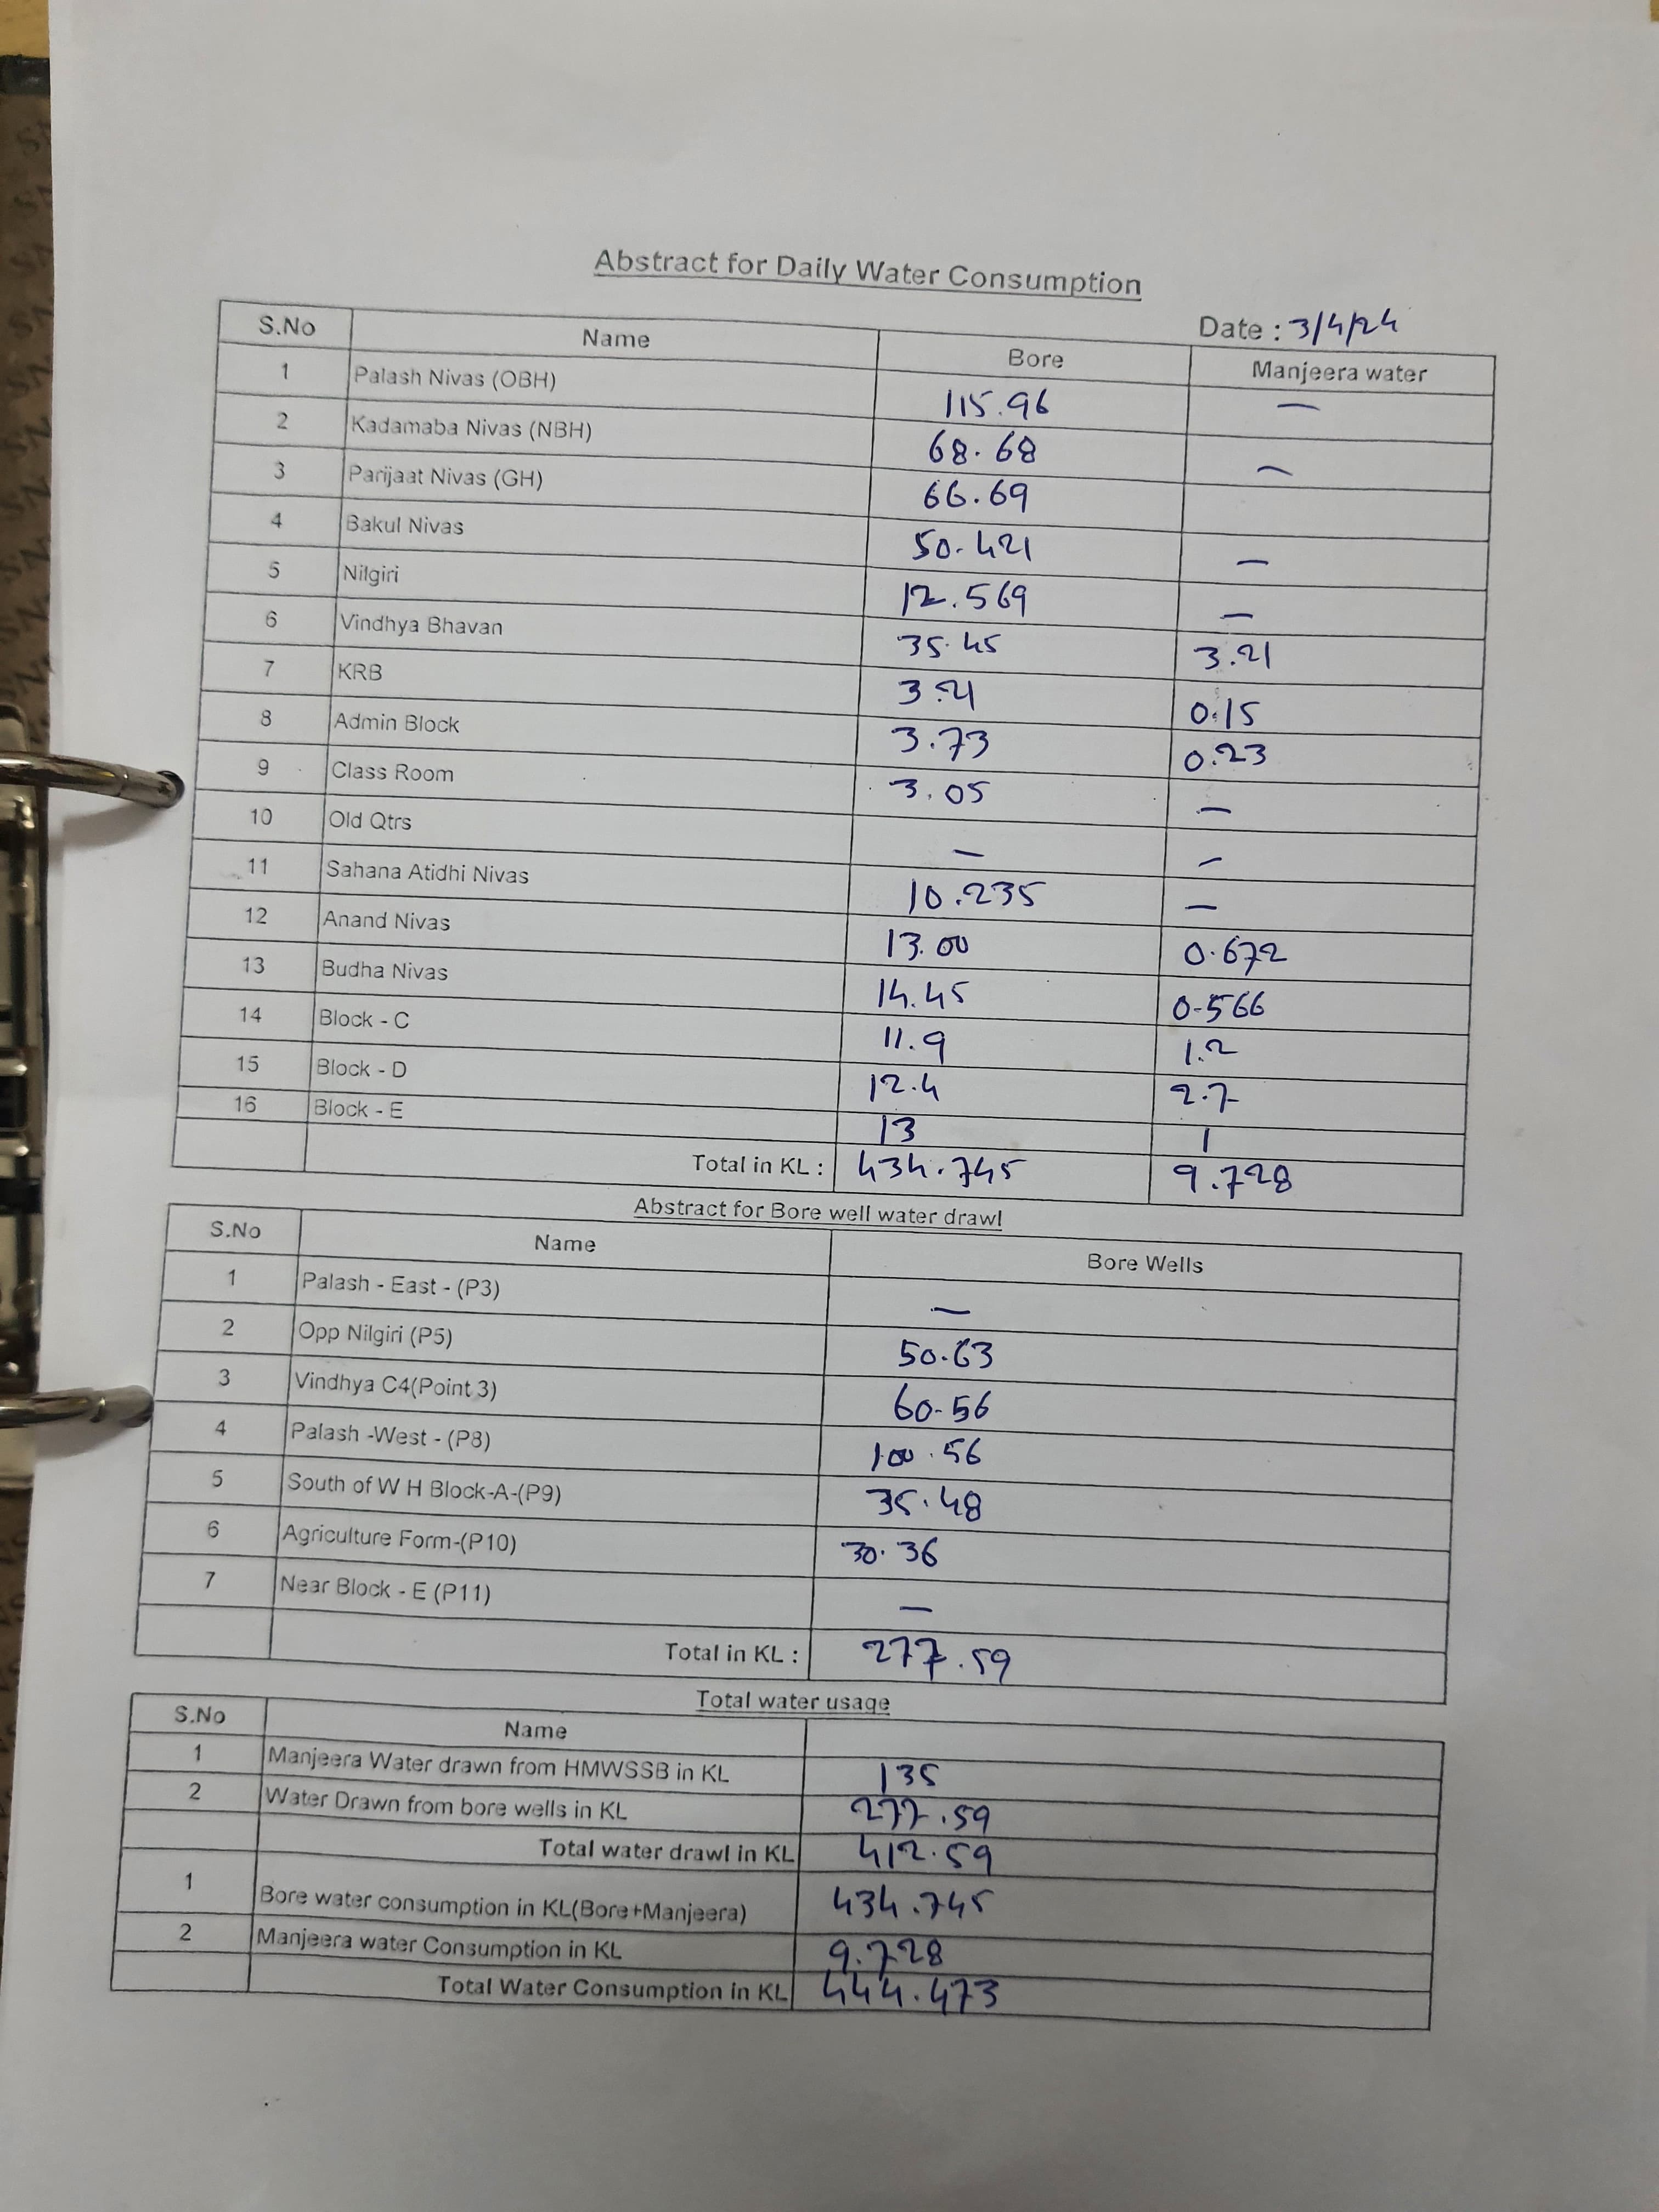 Abstract for Daily Water Consumption
Date : 3/4/24
S.No Name Bore Manjeera water
1 Palash Nivas (OBH) 115.96 —
2 Kadamaba Nivas (NBH) 68.68 —
3 Parijaat Nivas (GH) 66.69
4 Bakul Nivas 50.421 —
5 Nilgiri 12.569 —
6 Vindhya Bhavan 35.45 3.21
7 KRB 3.21 0.15
8 Admin Block 3.73 0.23
9 Class Room 3.05 —
10 Old Qtrs — —
11 Sahana Atidhi Nivas 10.235 —
12 Anand Nivas 13.00 0.672
13 Budha Nivas 14.45 0.566
14 Block - C 11.9 1.2
15 Block - D 12.4 2.7
16 Block - E 13 1
Total in KL : 434.745 9.728
Abstract for Bore well water drawl
S.No Name Bore Wells
1 Palash - East - (P3) —
2 Opp Nilgiri (P5) 50.63
3 Vindhya C4(Point 3) 60.56
4 Palash -West - (P8) 100.56
5 South of W H Block-A-(P9) 35.48
6 Agriculture Form-(P10) 30.36
7 Near Block - E (P11) —
Total in KL : 277.59
Total water usage
S.No Name
1 Manjeera Water drawn from HMWSSB in KL 135
2 Water Drawn from bore wells in KL 277.59
Total water drawl in KL 412.59
1 Bore water consumption in KL(Bore+Manjeera) 434.745
2 Manjeera water Consumption in KL 9.728
Total Water Consumption in KL 444.473